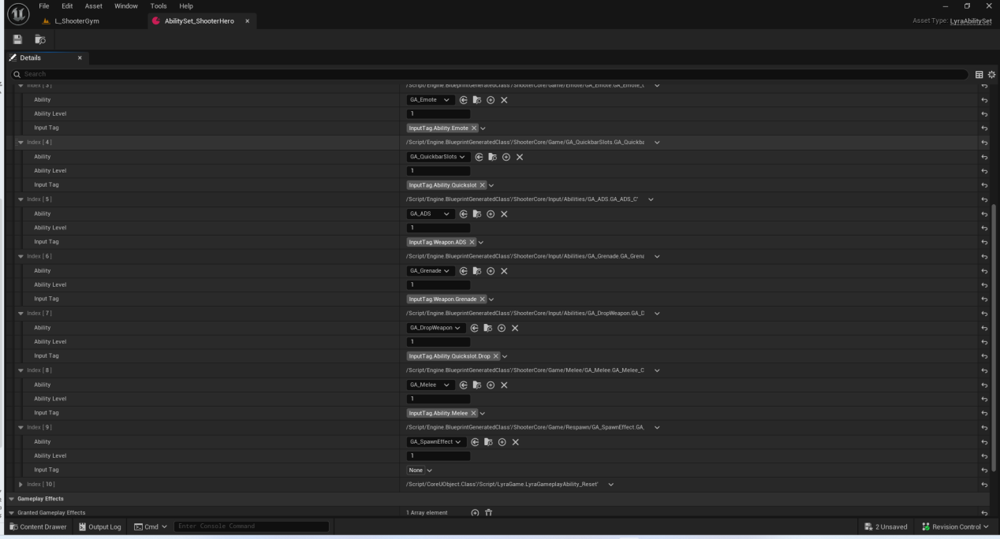 File Edit Asset Window Tools Help
L_ShooterGym AbilitySet_ShooterHero
Asset Type: LyraAbilitySet
Details
Search
Index [ 3 ] /Script/Engine.BlueprintGeneratedClass'/ShooterCore/Game/Emote/GA_Emote.GA_Emote_C
Ability GA_Emote
Ability Level 1
Input Tag InputTag.Ability.Emote
Index [ 4 ] /Script/Engine.BlueprintGeneratedClass'/ShooterCore/Game/GA_QuickbarSlots.GA_Quickba
Ability GA_QuickbarSlots
Ability Level 1
Input Tag InputTag.Ability.Quickslot
Index [ 5 ] /Script/Engine.BlueprintGeneratedClass'/ShooterCore/Input/Abilities/GA_ADS.GA_ADS_C'
Ability GA_ADS
Ability Level 1
Input Tag InputTag.Weapon.ADS
Index [ 6 ] /Script/Engine.BlueprintGeneratedClass'/ShooterCore/Input/Abilities/GA_Grenade.GA_Grena
Ability GA_Grenade
Ability Level 1
Input Tag InputTag.Weapon.Grenade
Index [ 7 ] /Script/Engine.BlueprintGeneratedClass'/ShooterCore/Input/Abilities/GA_DropWeapon.GA_D
Ability GA_DropWeapon
Ability Level 1
Input Tag InputTag.Ability.Quickslot.Drop
Index [ 8 ] /Script/Engine.BlueprintGeneratedClass'/ShooterCore/Game/Melee/GA_Melee.GA_Melee_C
Ability GA_Melee
Ability Level 1
Input Tag InputTag.Ability.Melee
Index [ 9 ] /Script/Engine.BlueprintGeneratedClass'/ShooterCore/Game/Respawn/GA_SpawnEffect.GA_
Ability GA_SpawnEffect
Ability Level 1
Input Tag None
Index [ 10 ] /Script/CoreUObject.Class'/Script/LyraGame.LyraGameplayAbility_Reset'
Gameplay Effects
Granted Gameplay Effects 1 Array element
Content Drawer Output Log Cmd Enter Console Command 2 Unsaved Revision Control